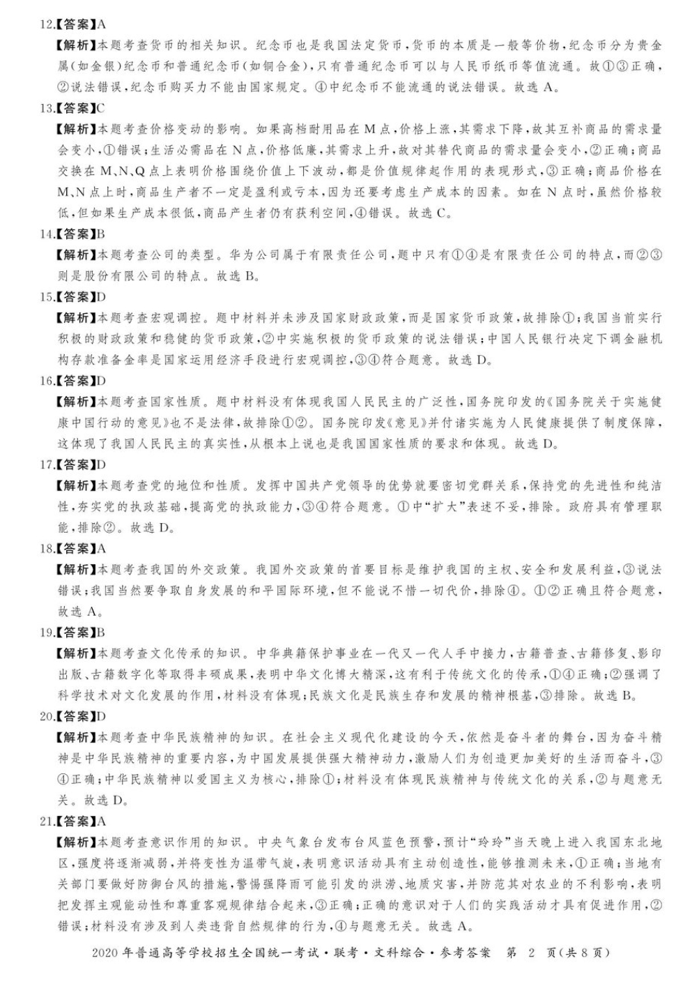 12.【答案】A
【解析】本题考查货币的相关知识。纪念币也是我国法定货币,货币的本质是一般等价物,纪念币分为贵金
属(如金银)纪念币和普通纪念币(如铜合金),只有普通纪念币可以与人民币纸币等值流通。故①③正确,
②说法错误,纪念币购买力不能由国家规定。④中纪念币不能流通的说法错误。故选 A。
13.【答案】C
【解析】本题考查价格变动的影响。如果高档耐用品在 M 点,价格上涨,其需求下降,故其互补商品的需求量
会变小,①错误;生活必需品在 N 点,价格低廉,其需求上升,故对其替代商品的需求量会变小,②正确;商品
交换在 M、N、Q 点上表明价格围绕价值上下波动,都是价值规律起作用的表现形式,③正确;商品价格在
M、N 点上时,商品生产者不一定是盈利或亏本,因为还要考虑生产成本的因素。如在 N 点时,虽然价格较
低,但如果生产成本很低,商品产生者仍有获利空间,④错误。故选 C。
14.【答案】B
【解析】本题考查公司的类型。华为公司属于有限责任公司,题中只有①④是有限责任公司的特点,而②③
则是股份有限公司的特点。故选 B。
15.【答案】D
【解析】本题考查宏观调控。题中材料并未涉及国家财政政策,而是国家货币政策,故排除①;我国当前实行
积极的财政政策和稳健的货币政策,②中实施积极的货币政策的说法错误;中国人民银行决定下调金融机
构存款准备金率是国家运用经济手段进行宏观调控,③④符合题意。故选 D。
16.【答案】D
【解析】本题考查国家性质。题中材料没有体现我国人民民主的广泛性,国务院印发的《国务院关于实施健
康中国行动的意见》也不是法律,故排除①②。国务院印发《意见》并付诸实施为人民健康提供了制度保障,
这体现了我国人民民主的真实性,从根本上说也是我国国家性质的要求和体现。故选 D。
17.【答案】D
【解析】本题考查党的地位和性质。发挥中国共产党领导的优势就要密切党群关系,保持党的先进性和纯洁
性,夯实党的执政基础,提高党的执政能力,③④符合题意。①中“扩大”表述不妥,排除。政府具有管理职
能,排除②。故选 D。
18.【答案】A
【解析】本题考查我国的外交政策。我国外交政策的首要目标是维护我国的主权、安全和发展利益,③说法
错误;我国当然要争取自身发展的和平国际环境,但不能说不惜一切代价,排除④。①②正确且符合题意,
故选 A。
19.【答案】B
【解析】本题考查文化传承的知识。中华典籍保护事业在一代又一代人手中接力,古籍普查、古籍修复、影印
出版、古籍数字化等取得丰硕成果,表明中华文化博大精深,这有利于传统文化的传承,①④正确;②强调了
科学技术对文化发展的作用,材料没有体现;民族文化是民族生存和发展的精神根基,③排除。故选 B。
20.【答案】D
【解析】本题考查中华民族精神的知识。在社会主义现代化建设的今天,依然是奋斗者的舞台,因为奋斗精
神是中华民族精神的重要内容,为中国发展提供强大精神动力,激励人们为创造更加美好的生活而奋斗,③
④正确;中华民族精神以爱国主义为核心,排除①;材料没有体现民族精神与传统文化的关系,②与题意无
关。故选 D。
21.【答案】A
【解析】本题考查意识作用的知识。中央气象台发布台风蓝色预警,预计“玲玲”当天晚上进入我国东北地
区,强度将逐渐减弱,并将变性为温带气旋,表明意识活动具有主动创造性,能够推测未来,①正确;当地有
关部门要做好防御台风的措施,警惕强降雨可能引发的洪涝、地质灾害,并防范其对农业的不利影响,表明
把发挥主观能动性和尊重客观规律结合起来,③正确;正确的意识对于人们的实践活动才具有促进作用,②
错误;材料没有涉及到人类违背自然规律的行为,④与题意无关。故选 A。
2020 年普通高等学校招生全国统一考试·联考·文科综合·参考答案 第 2 页(共 8 页)